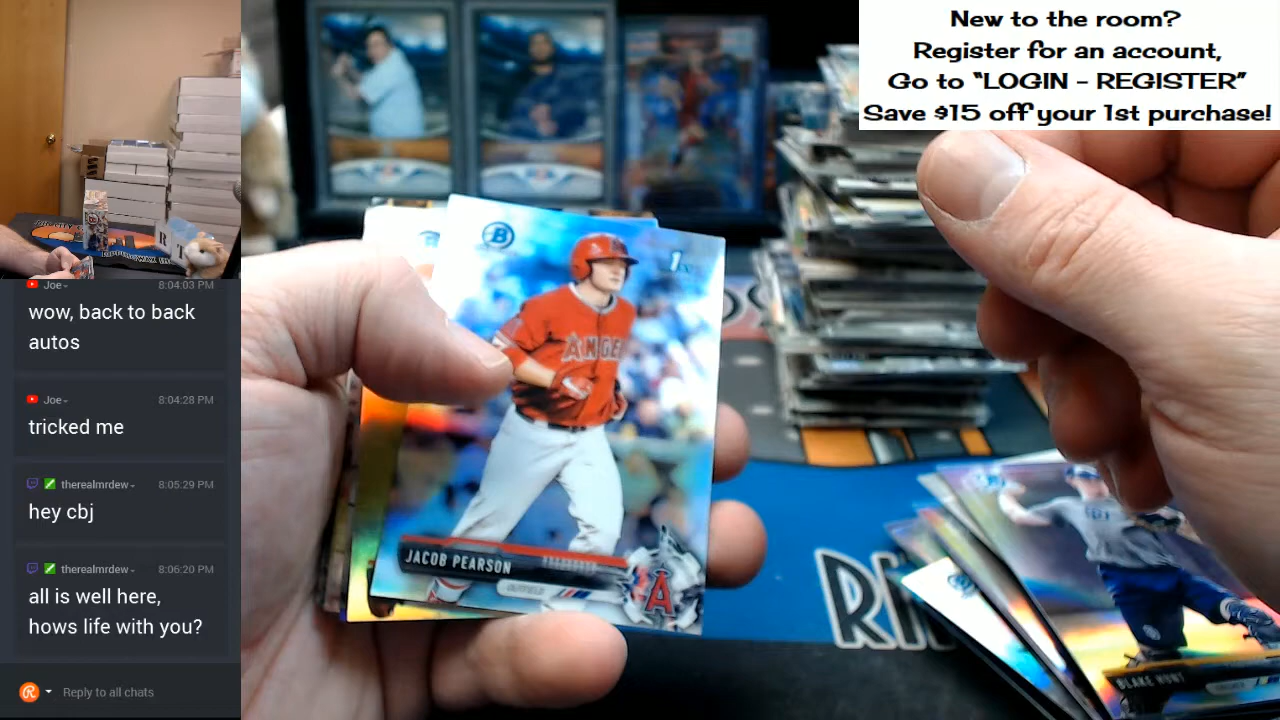 New to the room?
Register for an account,
Go to "LOGIN - REGISTER"
Save $15 off your 1st purchase!
Joe
8:04:03 PM
wow, back to back
autos
Joe
8:04:28 PM
tricked me
therealmrdew
8:05:29 PM
hey cbj
therealmrdew
8:06:20 PM
all is well here,
hows life with you?
Reply to all chats
B
1ST
ANGE
JACOB PEARSON
OUTFIELD
A
BLAKE HUNT